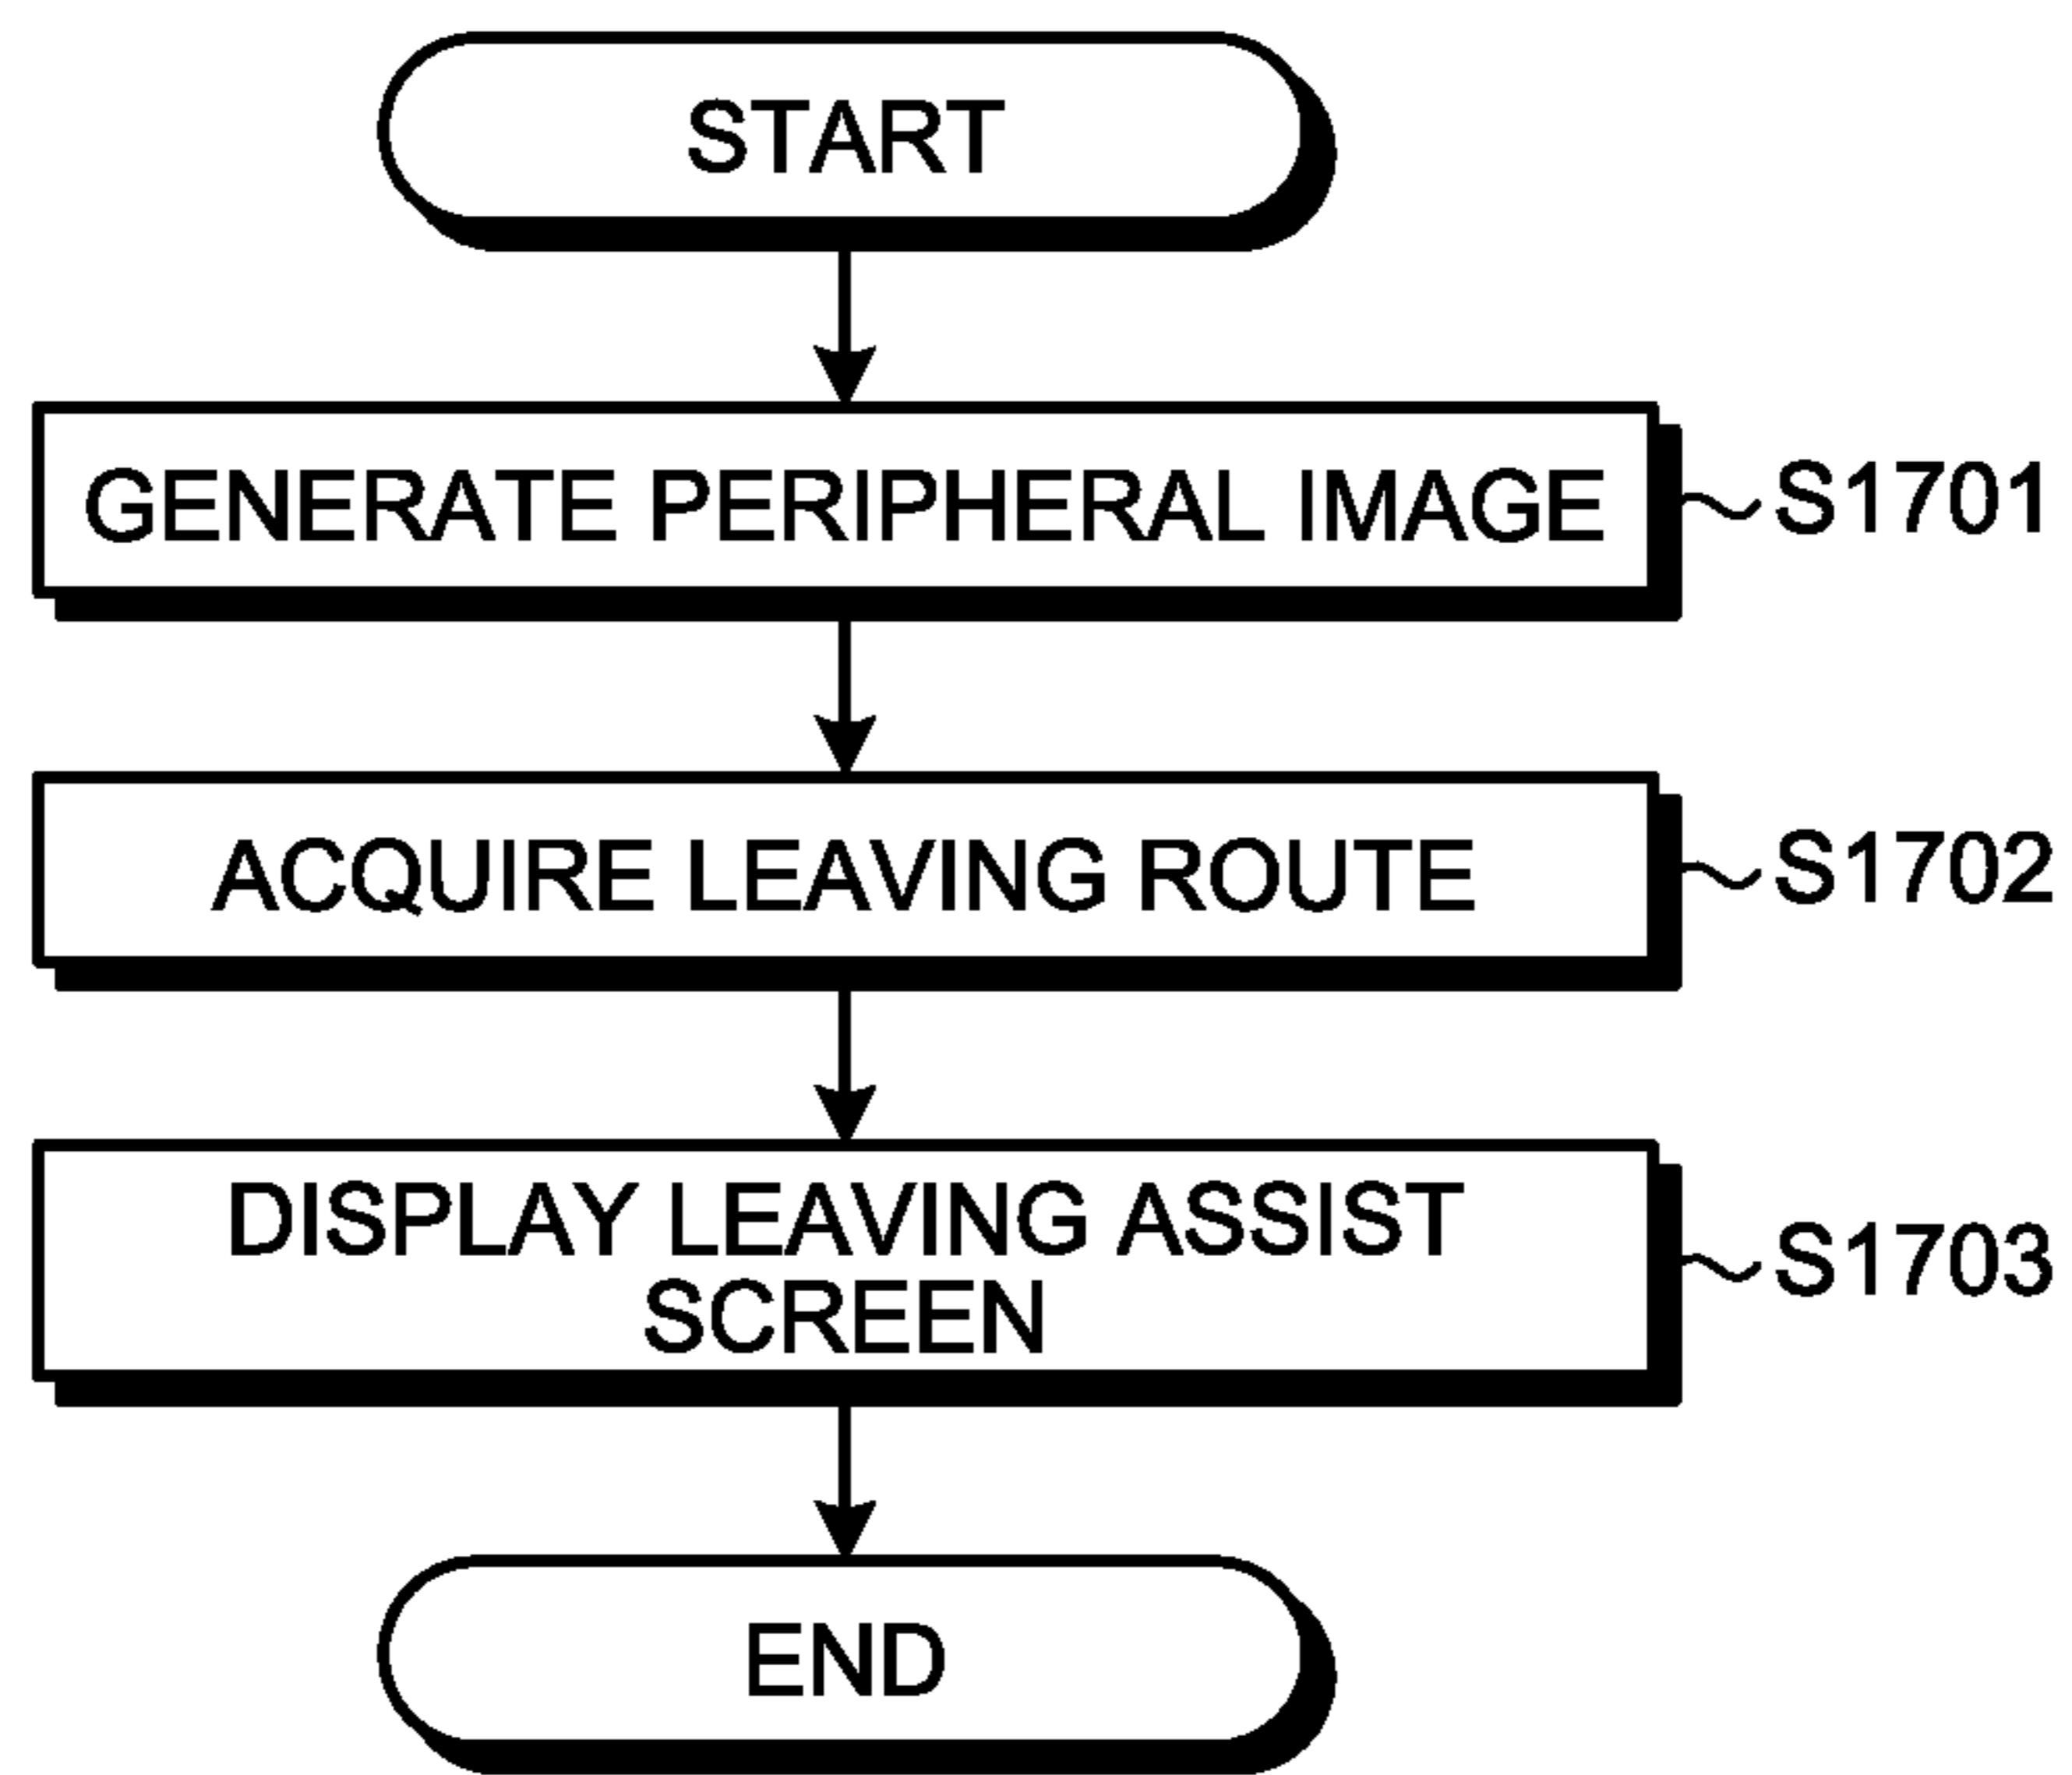 START
GENERATE PERIPHERAL IMAGE
S1701
ACQUIRE LEAVING ROUTE
S1702
DISPLAY LEAVING ASSIST
SCREEN
S1703
END